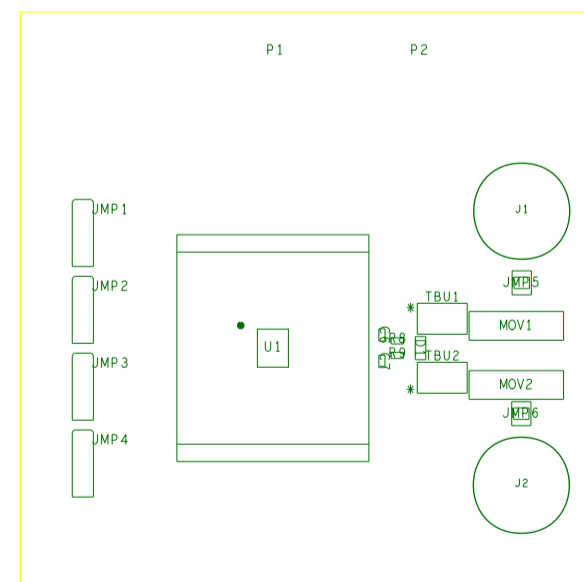 P1 P2
JMP1
J1
JMP2
JMP5
TBU1
*
MOV1
R8
U1
R9
TBU2
JMP3
MOV2
*
JMP6
JMP4
J2